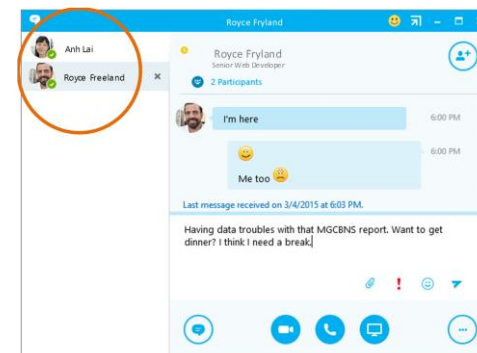 Royce Fryland
Anh Lai
Royce Freeland
Royce Fryland
Senior Web Developer
2 Participants
I'm here
6:00 PM
6:00 PM
Me too
Last message received on 3/4/2015 at 6:03 PM.
Having data troubles with that MGCBNS report. Want to get
dinner? I think I need a break.